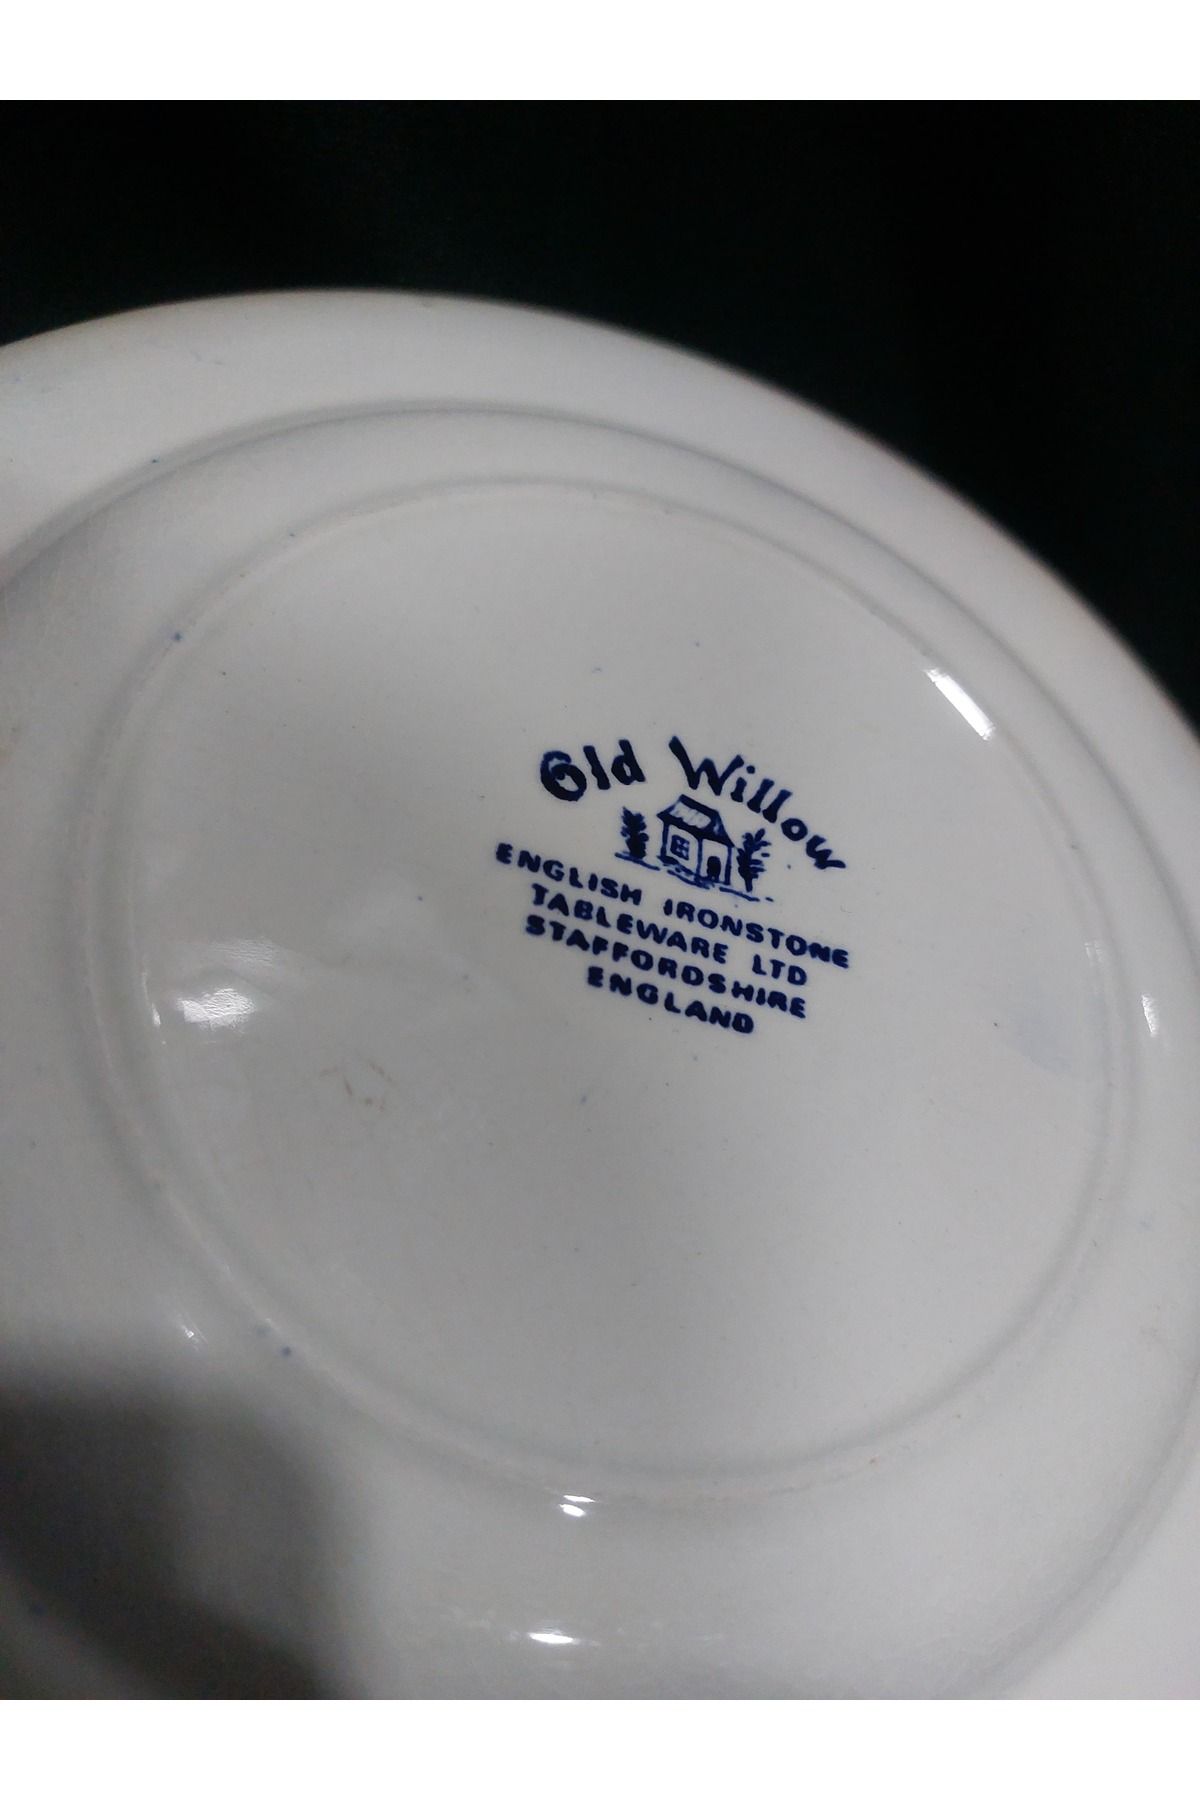 Old Willow
ENGLISH IRONSTONE
TABLEWARE LTD
STAFFORDSHIRE
ENGLAND